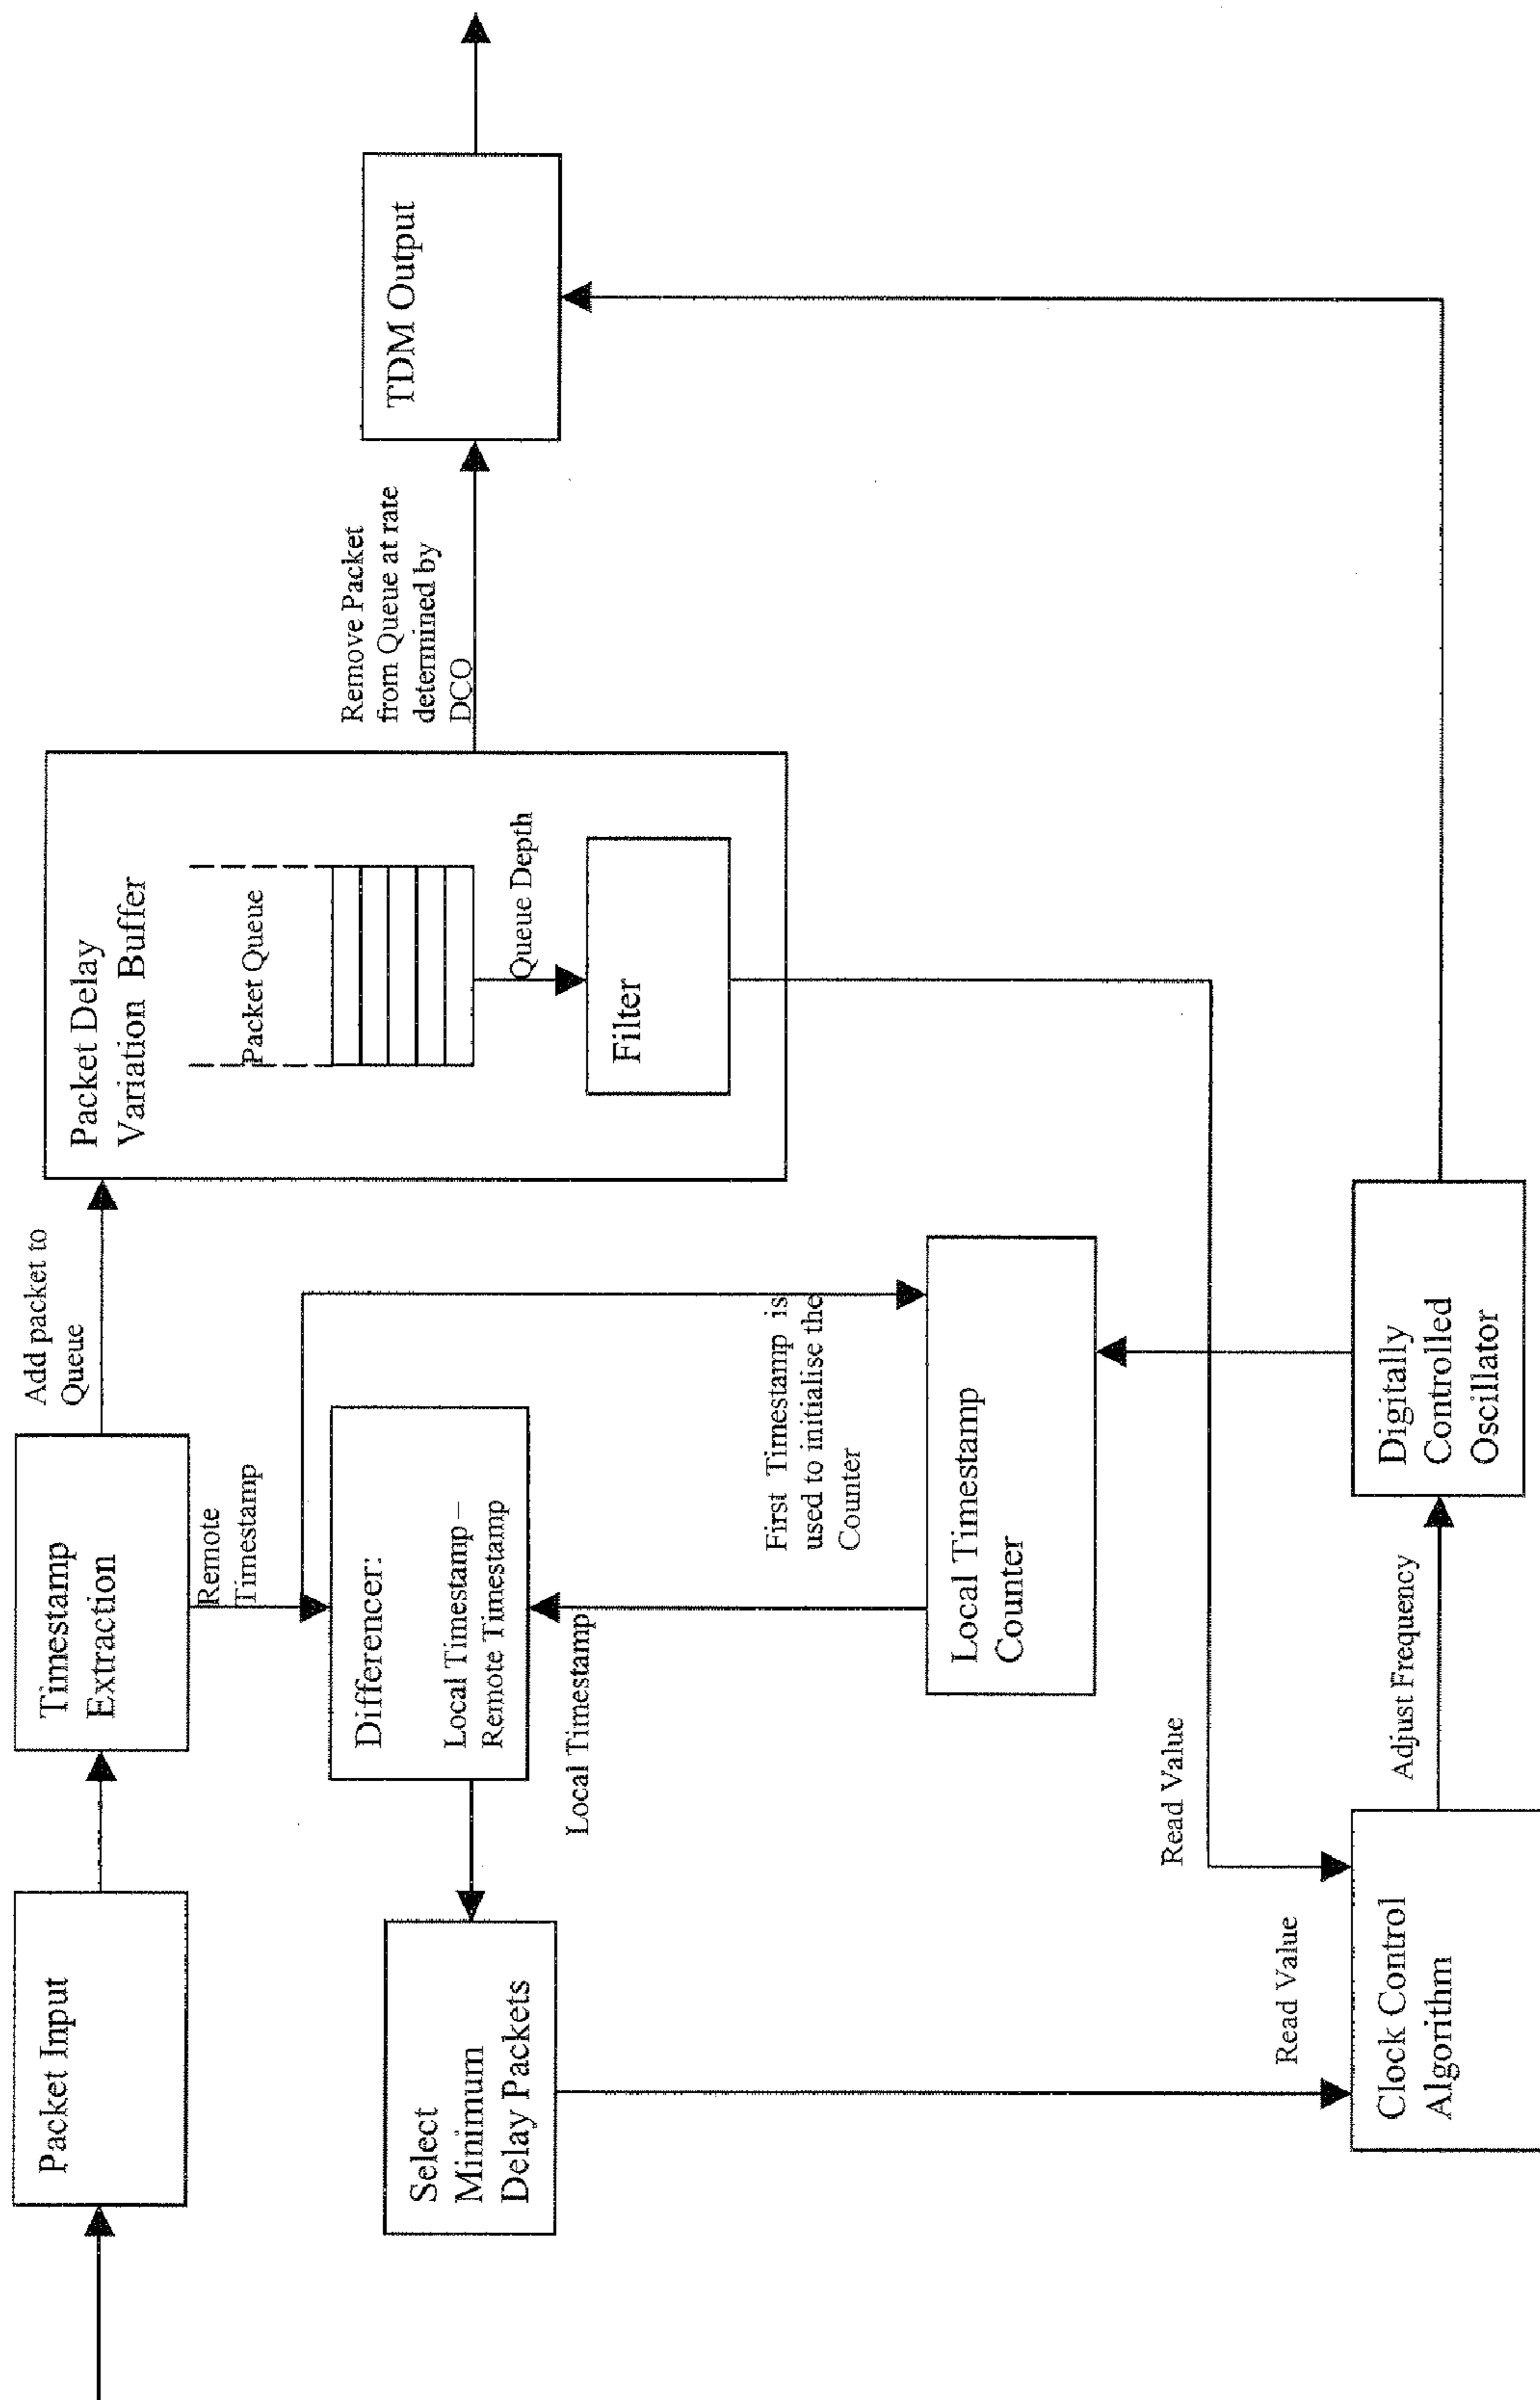 Packet Input
Timestamp
Extraction
Add packet to
Queue
Packet Delay
Variation Buffer
Packet Queue
Queue Depth
Filter
Remove Packet
from Queue at rate
determined by
DCO
TDM Output
Remote
Timestamp
Differencer:
Local Timestamp –
Remote Timestamp
Select
Minimum
Delay Packets
Local Timestamp
First Timestamp is
used to initialise the
Counter
Local Timestamp
Counter
Read Value
Read Value
Clock Control
Algorithm
Adjust Frequency
Digitally
Controlled
Oscillator